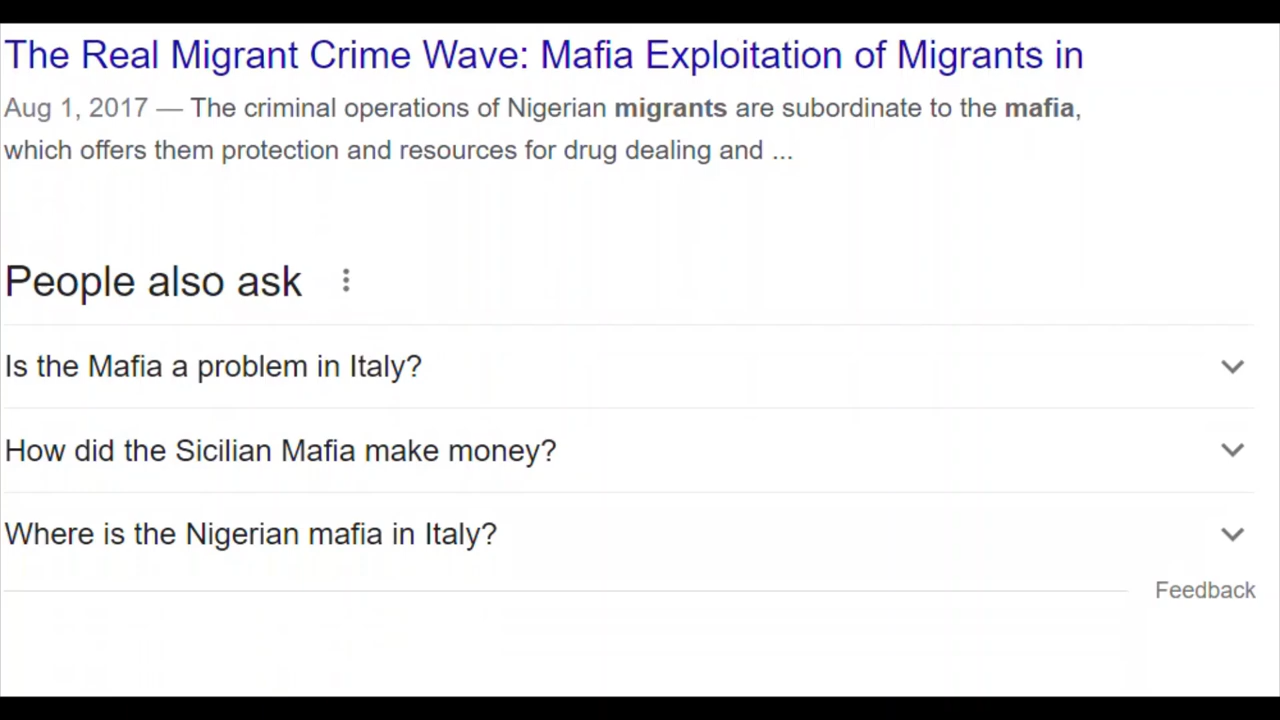 The Real Migrant Crime Wave: Mafia Exploitation of Migrants in
Aug 1, 2017 — The criminal operations of Nigerian migrants are subordinate to the mafia,
which offers them protection and resources for drug dealing and ...
People also ask
Is the Mafia a problem in Italy?
How did the Sicilian Mafia make money?
Where is the Nigerian mafia in Italy?
Feedback